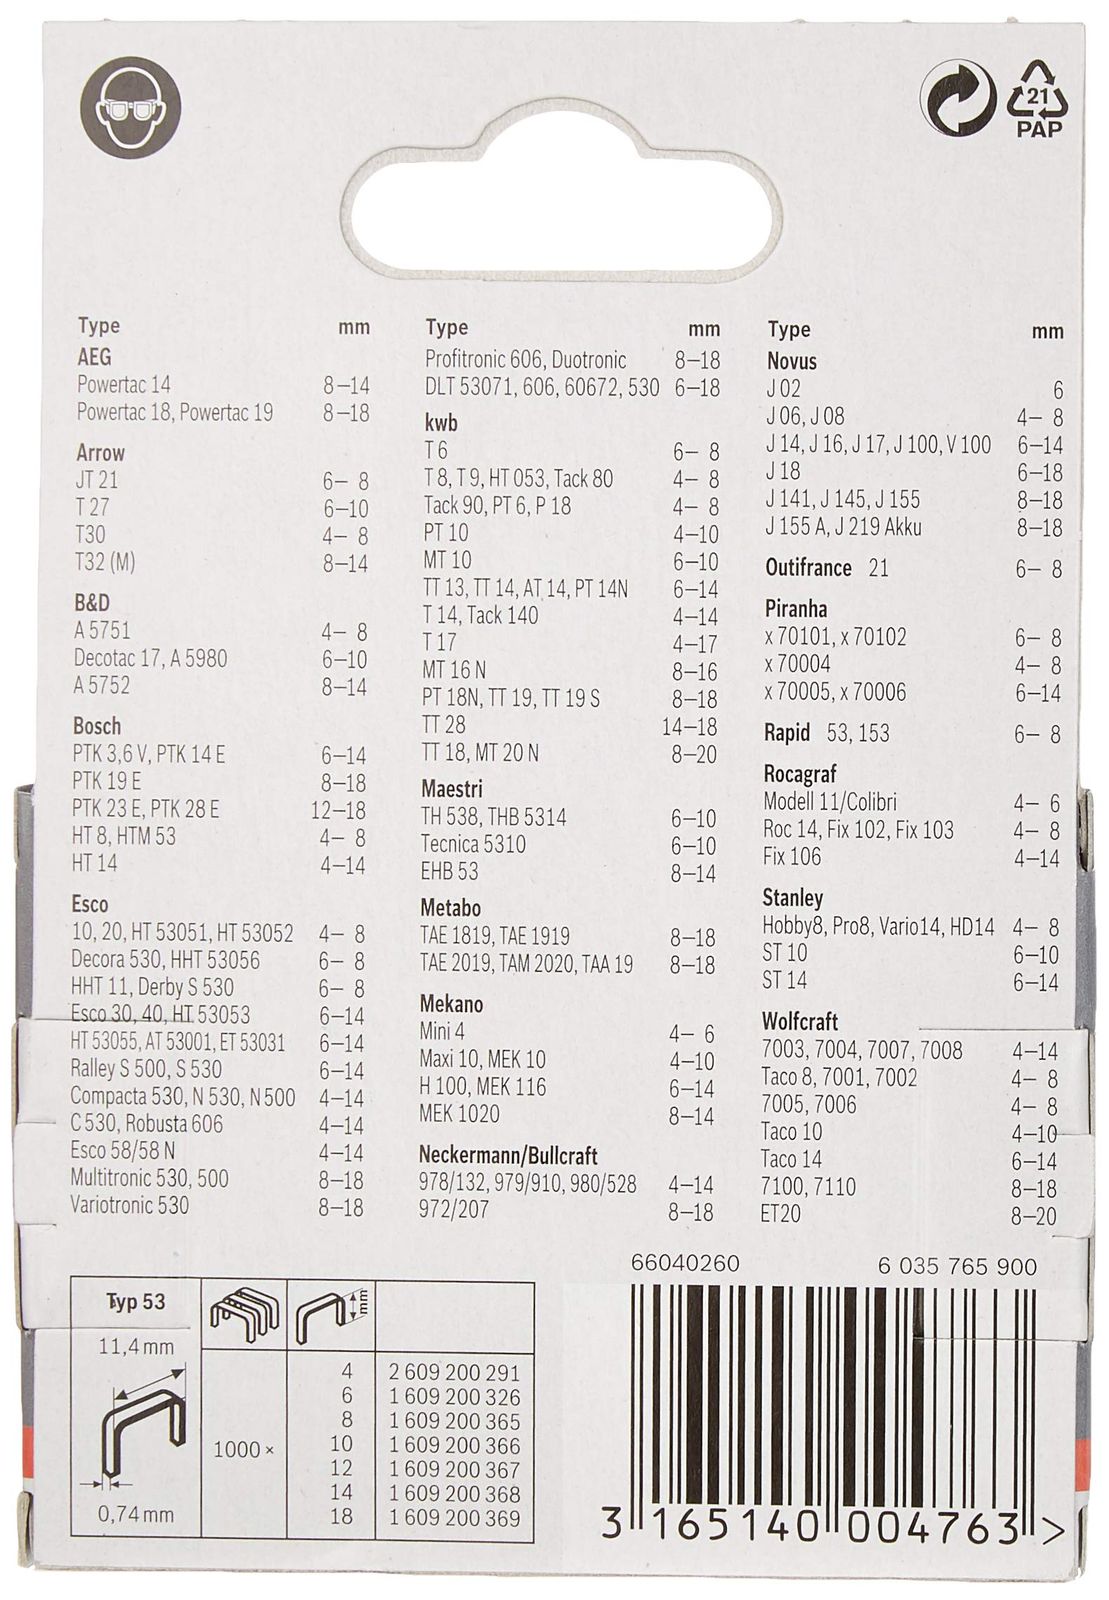 21
PAP
Type mm
AEG
Powertac 14 8–14
Powertac 18, Powertac 19 8–18
Arrow
JT 21 6– 8
T 27 6–10
T30 4– 8
T32 (M) 8–14
B&D
A 5751 4– 8
Decotac 17, A 5980 6–10
A 5752 8–14
Bosch
PTK 3,6 V, PTK 14 E 6–14
PTK 19 E 8–18
PTK 23 E, PTK 28 E 12–18
HT 8, HTM 53 4– 8
HT 14 4–14
Esco
10, 20, HT 53051, HT 53052 4– 8
Decora 530, HHT 53056 6– 8
HHT 11, Derby S 530 6– 8
Esco 30, 40, HT 53053 6–14
HT 53055, AT 53001, ET 53031 6–14
Ralley S 500, S 530 6–14
Compacta 530, N 530, N 500 4–14
C 530, Robusta 606 4–14
Esco 58/58 N 4–14
Multitronic 530, 500 8–18
Variotronic 530 8–18
Type mm
Profitronic 606, Duotronic 8–18
DLT 53071, 606, 60672, 530 6–18
kwb
T 6 6– 8
T 8, T 9, HT 053, Tack 80 4– 8
Tack 90, PT 6, P 18 4– 8
PT 10 4–10
MT 10 6–10
TT 13, TT 14, AT 14, PT 14N 6–14
T 14, Tack 140 4–14
T 17 4–17
MT 16 N 8–16
PT 18N, TT 19, TT 19 S 8–18
TT 28 14–18
TT 18, MT 20 N 8–20
Maestri
TH 538, THB 5314 6–10
Tecnica 5310 6–10
EHB 53 8–14
Metabo
TAE 1819, TAE 1919 8–18
TAE 2019, TAM 2020, TAA 19 8–18
Mekano
Mini 4 4– 6
Maxi 10, MEK 10 4–10
H 100, MEK 116 6–14
MEK 1020 8–14
Neckermann/Bullcraft
978/132, 979/910, 980/528 4–14
972/207 8–18
Type mm
Novus
J 02 6
J 06, J 08 4– 8
J 14, J 16, J 17, J 100, V 100 6–14
J 18 6–18
J 141, J 145, J 155 8–18
J 155 A, J 219 Akku 8–18
Outifrance 21 6– 8
Piranha
x 70101, x 70102 6– 8
x 70004 4– 8
x 70005, x 70006 6–14
Rapid 53, 153 6– 8
Rocagraf
Modell 11/Colibri 4– 6
Roc 14, Fix 102, Fix 103 4– 8
Fix 106 4–14
Stanley
Hobby8, Pro8, Vario14, HD14 4– 8
ST 10 6–10
ST 14 6–14
Wolfcraft
7003, 7004, 7007, 7008 4–14
Taco 8, 7001, 7002 4– 8
7005, 7006 4– 8
Taco 10 4–10
Taco 14 6–14
7100, 7110 8–18
ET20 8–20
Typ 53
11,4 mm
0,74 mm
mm
1000 ×
4 2 609 200 291
6 1 609 200 326
8 1 609 200 365
10 1 609 200 366
12 1 609 200 367
14 1 609 200 368
18 1 609 200 369
66040260 6 035 765 900
3 165140 004763 >